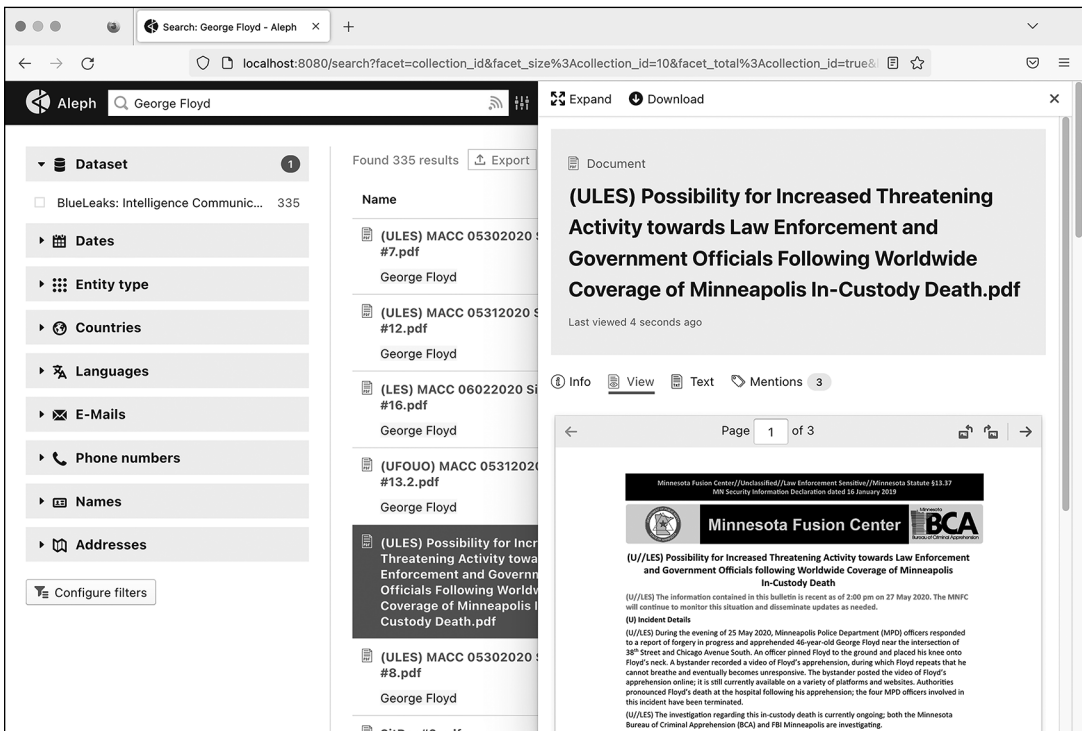 Search: George Floyd - Aleph
localhost:8080/search?facet=collection_id&facet_size%3Acollection_id=10&facet_total%3Acollection_id=true&
Aleph
George Floyd
Expand
Download
Dataset
1
BlueLeaks: Intelligence Communic...
335
Dates
Entity type
Countries
Languages
E-Mails
Phone numbers
Names
Addresses
Configure filters
Found 335 results
Export
Name
(ULES) MACC 05302020 S
#7.pdf
George Floyd
(ULES) MACC 05312020 S
#12.pdf
George Floyd
(LES) MACC 06022020 Si
#16.pdf
George Floyd
(UFOUO) MACC 05312020
#13.2.pdf
George Floyd
(ULES) Possibility for Incr
Threatening Activity towa
Enforcement and Governm
Officials Following Worldw
Coverage of Minneapolis I
Custody Death.pdf
(ULES) MACC 05302020 S
#8.pdf
George Floyd
Document
(ULES) Possibility for Increased Threatening
Activity towards Law Enforcement and
Government Officials Following Worldwide
Coverage of Minneapolis In-Custody Death.pdf
Last viewed 4 seconds ago
Info
View
Text
Mentions
3
Page 1 of 3
Minnesota Fusion Center//Unclassified//Law Enforcement Sensitive//Minnesota Statute §13.37
MN Security Information Declaration dated 16 January 2019
Minnesota Fusion Center
Minnesota
BCA
Bureau of Criminal Apprehension
(U//LES) Possibility for Increased Threatening Activity towards Law Enforcement
and Government Officials following Worldwide Coverage of Minneapolis
In-Custody Death
(U//LES) The information contained in this bulletin is recent as of 2:00 pm on 27 May 2020. The MNFC
will continue to monitor this situation and disseminate updates as needed.
(U) Incident Details
(U//LES) During the evening of 25 May 2020, Minneapolis Police Department (MPD) officers responded
to a report of forgery in progress and apprehended 46-year-old George Floyd near the intersection of
38th Street and Chicago Avenue South. An officer pinned Floyd to the ground and placed his knee onto
Floyd's neck. A bystander recorded a video of Floyd's apprehension, during which Floyd repeats that he
cannot breathe and eventually becomes unresponsive. The bystander posted the video of Floyd's
apprehension online; it is still currently available on a variety of platforms and websites. Authorities
pronounced Floyd's death at the hospital following his apprehension; the four MPD officers involved in
this incident have been terminated.
(U//LES) The investigation regarding this in-custody death is currently ongoing; both the Minnesota
Bureau of Criminal Apprehension (BCA) and FBI Minneapolis are investigating.